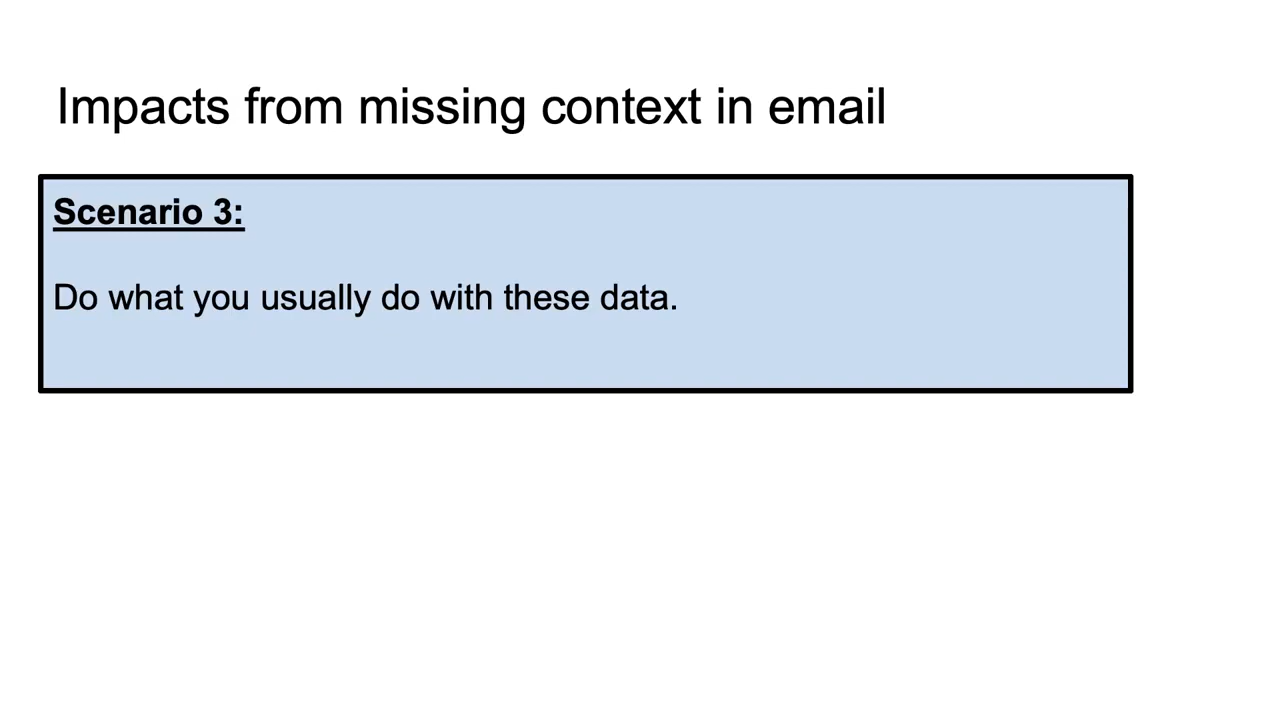 Impacts from missing context in email
Scenario 3:
Do what you usually do with these data.